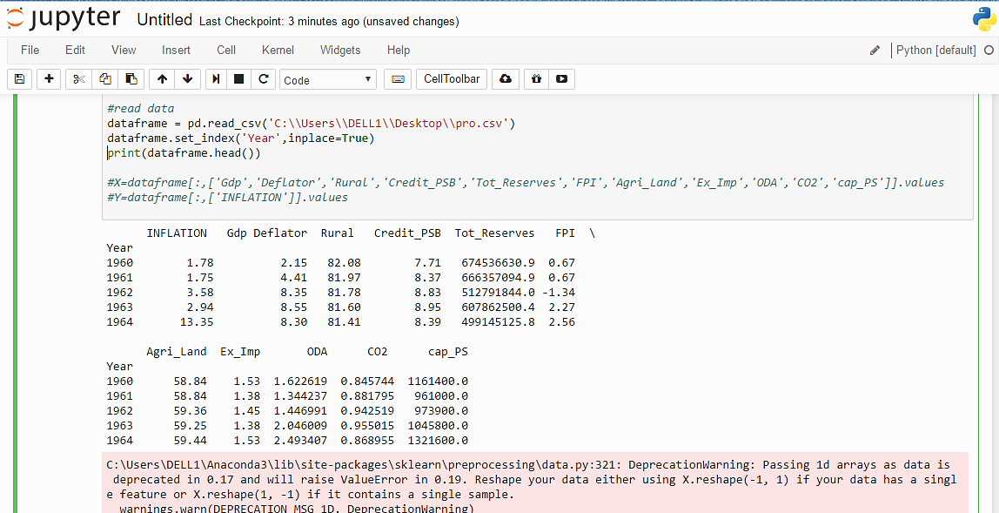 jupyter Untitled Last Checkpoint: 3 minutes ago (unsaved changes)
File Edit View Insert Cell Kernel Widgets Help Python [default]
Code CellToolbar
#read data
dataframe = pd.read_csv('C:\\Users\\DELL1\\Desktop\\pro.csv')
dataframe.set_index('Year',inplace=True)
print(dataframe.head())
#X=dataframe[:,['Gdp','Deflator','Rural','Credit_PSB','Tot_Reserves','FPI','Agri_Land','Ex_Imp','ODA','CO2','cap_PS']].values
#Y=dataframe[:,['INFLATION']].values
INFLATION Gdp Deflator Rural Credit_PSB Tot_Reserves FPI \
Year
1960 1.78 2.15 82.08 7.71 674536630.9 0.67
1961 1.75 4.41 81.97 8.37 666357094.9 0.67
1962 3.58 8.35 81.78 8.83 512791844.0 -1.34
1963 2.94 8.55 81.60 8.95 607862500.4 2.27
1964 13.35 8.30 81.41 8.39 499145125.8 2.56
Agri_Land Ex_Imp ODA CO2 cap_PS
Year
1960 58.84 1.53 1.622619 0.845744 1161400.0
1961 58.84 1.38 1.344237 0.881795 961000.0
1962 59.36 1.45 1.446991 0.942519 973900.0
1963 59.25 1.38 2.046009 0.955015 1045800.0
1964 59.44 1.53 2.493407 0.868955 1321600.0
C:\Users\DELL1\Anaconda3\lib\site-packages\sklearn\preprocessing\data.py:321: DeprecationWarning: Passing 1d arrays as data is
deprecated in 0.17 and will raise ValueError in 0.19. Reshape your data either using X.reshape(-1, 1) if your data has a singl
e feature or X.reshape(1, -1) if it contains a single sample.
warnings.warn(DEPRECATION_MSG_1D, DeprecationWarning)